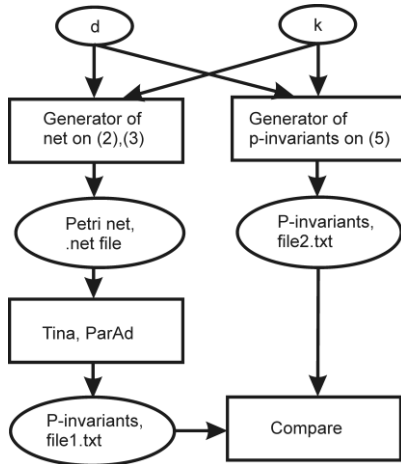 d
k
Generator of
net on (2),(3)
Generator of
p-invariants on (5)
Petri net,
.net file
P-invariants,
file2.txt
Tina, ParAd
P-invariants,
file1.txt
Compare